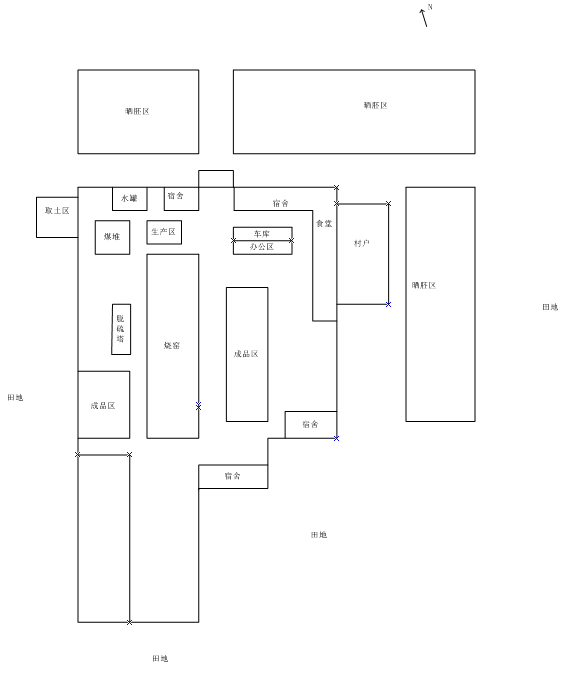 N
晒胚区
晒胚区
水罐
宿舍
宿舍
取土区
食堂
煤堆
生产区
车库
办公区
村户
晒胚区
田地
脱硫塔
烧窑
成品区
田地
成品区
宿舍
宿舍
田地
田地